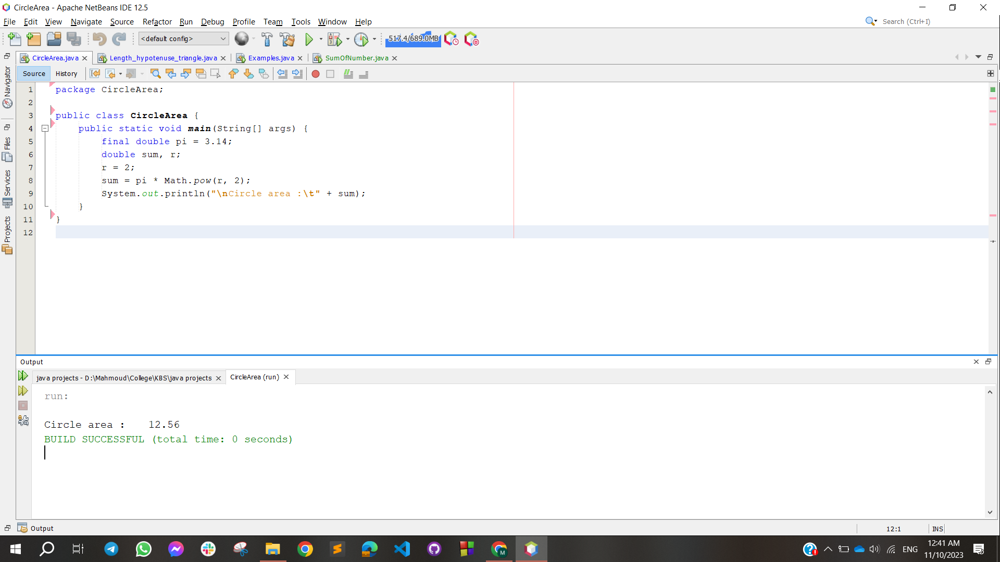 CircleArea - Apache NetBeans IDE 12.5
File Edit View Navigate Source Refactor Run Debug Profile Team Tools Window Help
Search (Ctrl+I)
<default config>
517.4/689.0MB
CircleArea.java Length_hypotenuse_triangle.java Examples.java SumOfNumber.java
Source History
Navigator
Files
Services
Projects
1 package CircleArea;
2
3 public class CircleArea {
4 public static void main(String[] args) {
5 final double pi = 3.14;
6 double sum, r;
7 r = 2;
8 sum = pi * Math.pow(r, 2);
9 System.out.println("\nCircle area :\t" + sum);
10 }
11 }
12
Output
java projects - D:\Mahmoud\College\KBS\java projects CircleArea (run)
run:
Circle area : 12.56
BUILD SUCCESSFUL (total time: 0 seconds)
Output
12:1 INS
ENG
12:41 AM
11/10/2023